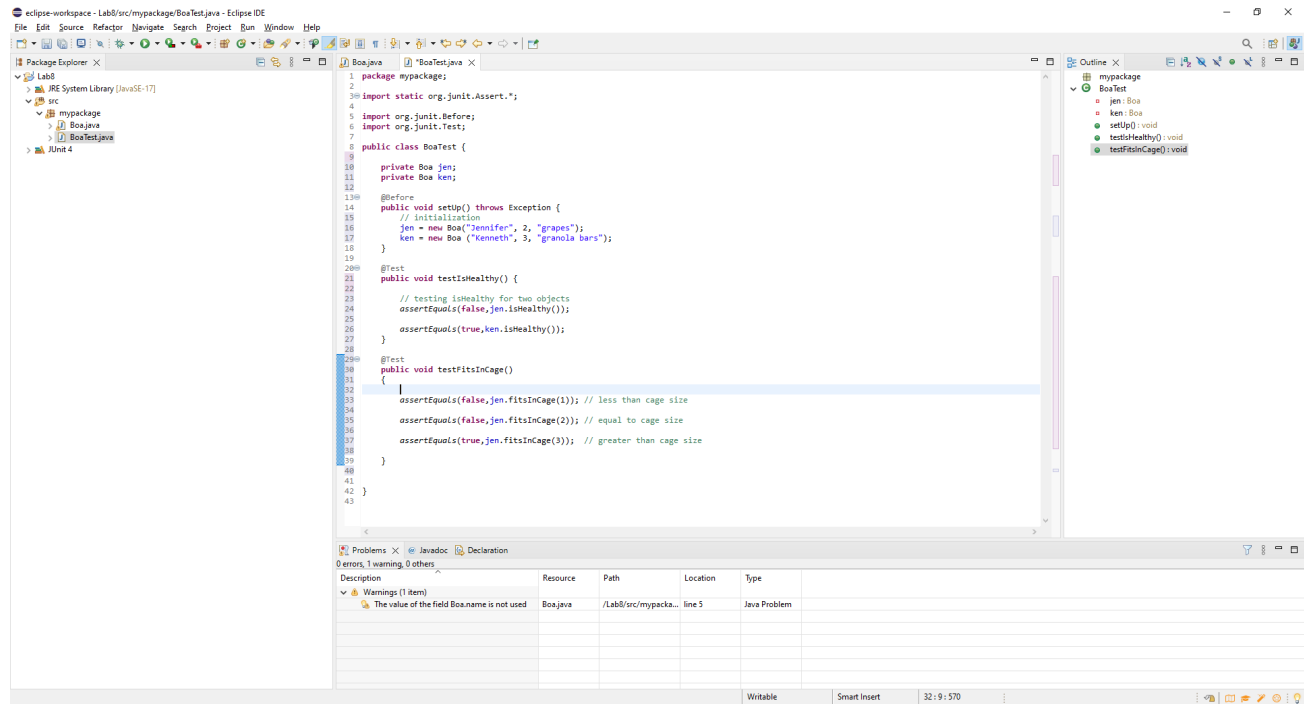 eclipse-workspace - Lab8/src/mypackage/BoaTest.java - Eclipse IDE
File Edit Source Refactor Navigate Search Project Run Window Help
Package Explorer
Lab8
JRE System Library [JavaSE-17]
src
mypackage
Boa.java
BoaTest.java
JUnit 4
Boa.java *BoaTest.java
1 package mypackage;
2
3 import static org.junit.Assert.*;
4
5 import org.junit.Before;
6 import org.junit.Test;
7
8 public class BoaTest {
9
10 private Boa jen;
11 private Boa ken;
12
13 @Before
14 public void setUp() throws Exception {
15 // initialization
16 jen = new Boa("Jennifer", 2, "grapes");
17 ken = new Boa ("Kenneth", 3, "granola bars");
18 }
19
20 @Test
21 public void testIsHealthy() {
22
23 // testing isHealthy for two objects
24 assertEquals(false,jen.isHealthy());
25
26 assertEquals(true,ken.isHealthy());
27 }
28
29 @Test
30 public void testFitsInCage()
31 {
32
33 assertEquals(false,jen.fitsInCage(1)); // less than cage size
34
35 assertEquals(false,jen.fitsInCage(2)); // equal to cage size
36
37 assertEquals(true,jen.fitsInCage(3)); // greater than cage size
38
39 }
40
41
42 }
43
Outline
mypackage
BoaTest
jen : Boa
ken : Boa
setUp() : void
testIsHealthy() : void
testFitsInCage() : void
Problems Javadoc Declaration
0 errors, 1 warning, 0 others
Description Resource Path Location Type
Warnings (1 item)
The value of the field Boa.name is not used Boa.java /Lab8/src/mypacka... line 5 Java Problem
Writable Smart Insert 32 : 9 : 570